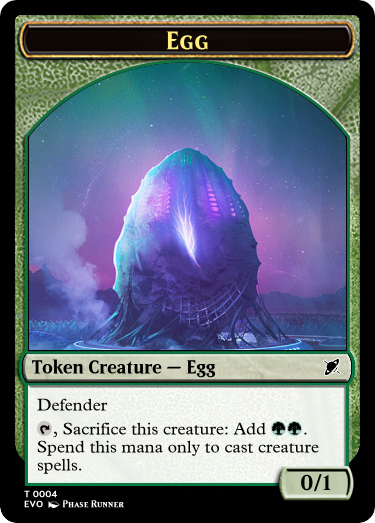 Egg
Token Creature — Egg
Defender
, Sacrifice this creature: Add .
Spend this mana only to cast creature
spells.
0/1
T 0004
EVO Phase Runner